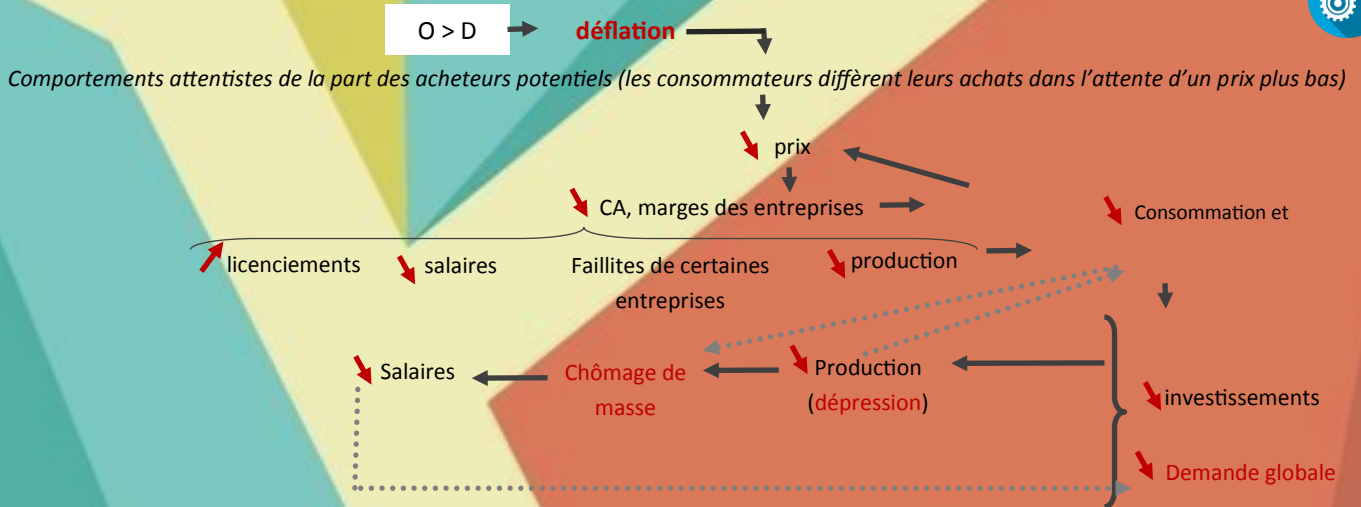 O > D
déflation
Comportements attentistes de la part des acheteurs potentiels (les consommateurs diffèrent leurs achats dans l'attente d'un prix plus bas)
prix
CA, marges des entreprises
Consommation et
licenciements
salaires
Faillites de certaines
entreprises
production
Salaires
Chômage de
masse
Production
(dépression)
investissements
Demande globale